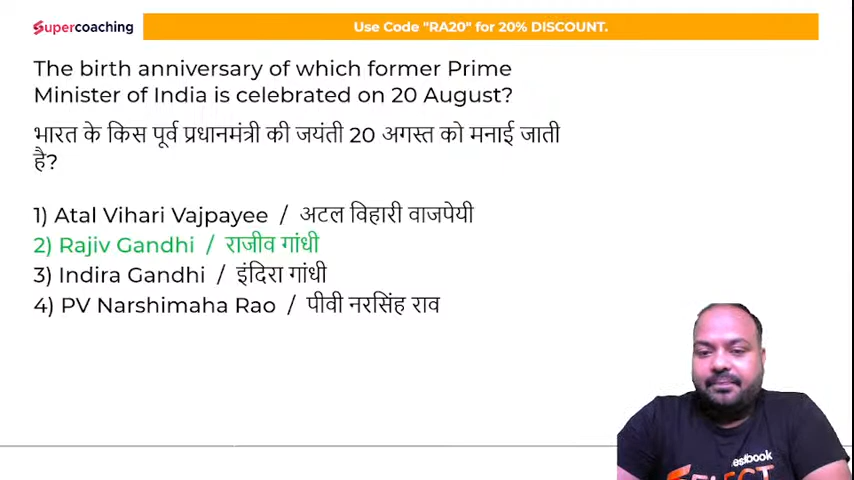 Supercoaching
Use Code "RA20" for 20% DISCOUNT.
The birth anniversary of which former Prime
Minister of India is celebrated on 20 August?
भारत के किस पूर्व प्रधानमंत्री की जयंती 20 अगस्त को मनाई जाती
है?
1) Atal Vihari Vajpayee / अटल विहारी वाजपेयी
2) Rajiv Gandhi / राजीव गांधी
3) Indira Gandhi / इंदिरा गांधी
4) PV Narshimaha Rao / पीवी नरसिंह राव
estbook
SELECT